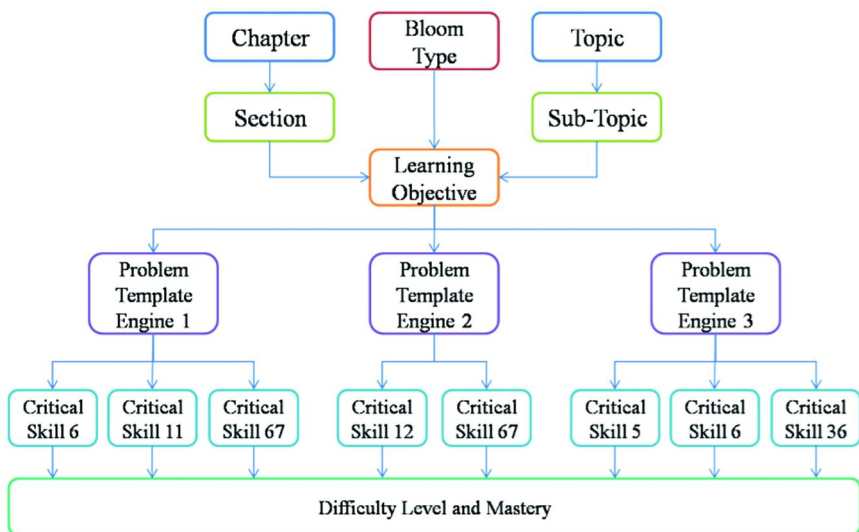 Chapter
Bloom
Type
Topic
Section
Sub-Topic
Learning
Objective
Problem
Template
Engine 1
Problem
Template
Engine 2
Problem
Template
Engine 3
Critical
Skill 6
Critical
Skill 11
Critical
Skill 67
Critical
Skill 12
Critical
Skill 67
Critical
Skill 5
Critical
Skill 6
Critical
Skill 36
Difficulty Level and Mastery